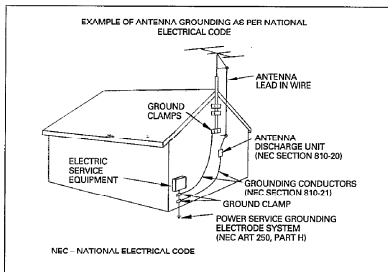 EXAMPLE OF ANTENNA GROUNDING AS PER NATIONAL
ELECTRICAL CODE
ANTENNA
LEAD IN WIRE
GROUND
CLAMPS
ANTENNA
DISCHARGE UNIT
(NEC SECTION 810-20)
ELECTRIC
SERVICE
EQUIPMENT
GROUNDING CONDUCTORS
(NEC SECTION 810-21)
GROUND CLAMP
POWER SERVICE GROUNDING
ELECTRODE SYSTEM
(NEC ART 250, PART H)
NEC – NATIONAL ELECTRICAL CODE